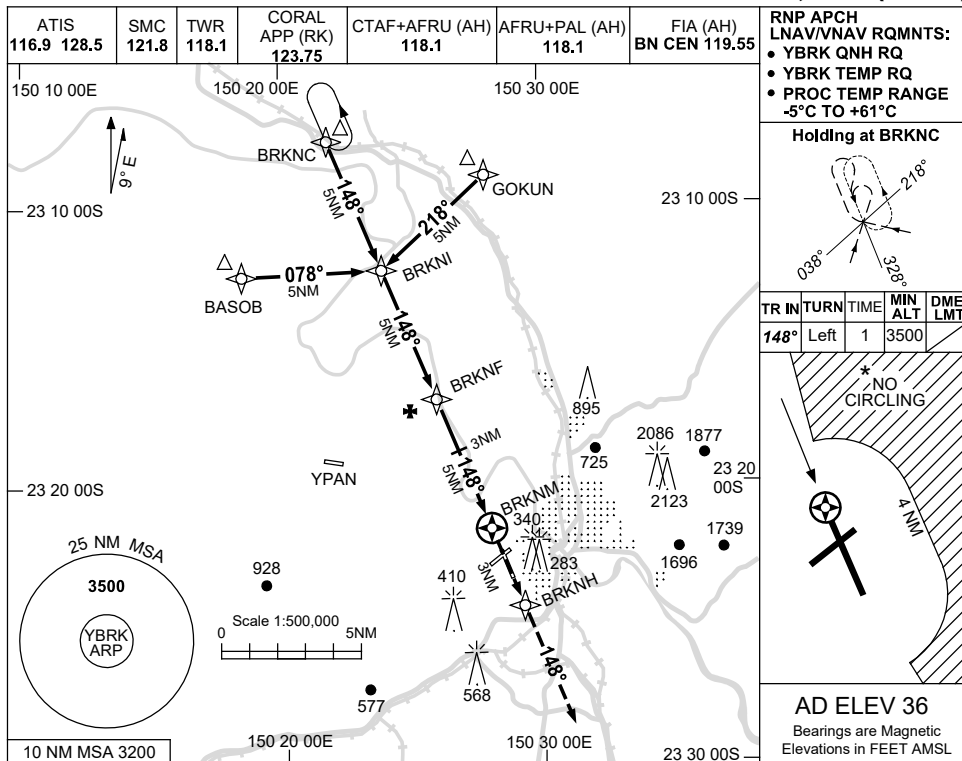 ATIS
116.9 128.5
SMC
121.8
TWR
118.1
CORAL
APP (RK)
123.75
CTAF+AFRU (AH)
118.1
AFRU+PAL (AH)
118.1
FIA (AH)
BN CEN 119.55
RNP APCH
LNAV/VNAV RQMNTS:
• YBRK QNH RQ
• YBRK TEMP RQ
• PROC TEMP RANGE
-5°C TO +61°C
150 10 00E
150 20 00E
150 30 00E
9° E
BRKNC
148°
5NM
GOKUN
218°
5NM
23 10 00S
23 10 00S
BASOB
078°
5NM
BRKNI
148°
5NM
BRKNF
3NM
148°
5NM
YPAN
895
725
2086
1877
2123
23 20
00S
23 20 00S
BRKNM
340
283
1696
1739
3NM
BRKNH
148°
25 NM MSA
3500
YBRK
ARP
928
410
Scale 1:500,000
0
5NM
568
577
150 20 00E
150 30 00E
23 30 00S
10 NM MSA 3200
Holding at BRKNC
218°
038°
328°
TR IN
TURN
TIME
MIN
ALT
DME
LMT
148°
Left
1
3500
*
NO
CIRCLING
4 NM
AD ELEV 36
Bearings are Magnetic
Elevations in FEET AMSL